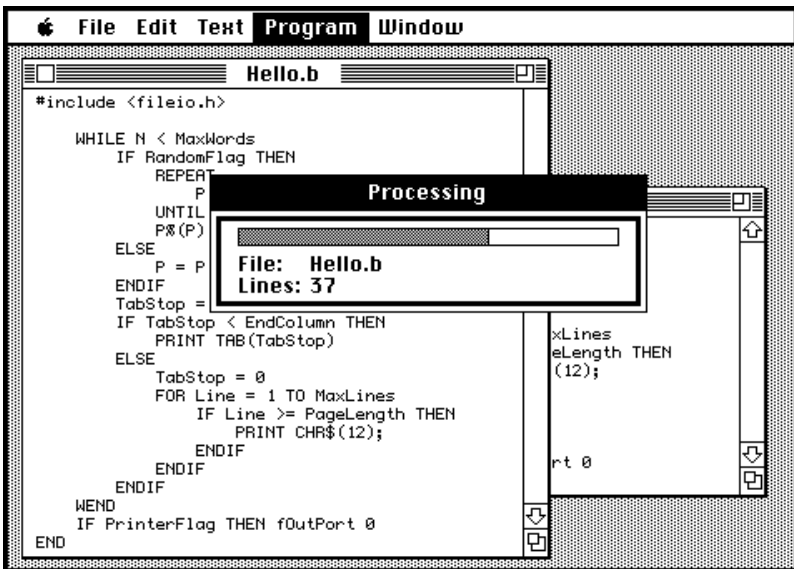 File Edit Text Program Window
Hello.b
#include <fileio.h>
WHILE N < MaxWords
IF RandomFlag THEN
REPEAT
P
UNTIL
P%(P)
ELSE
P = P
ENDIF
TabStop =
IF TabStop < EndColumn THEN
PRINT TAB(TabStop)
ELSE
TabStop = 0
FOR Line = 1 TO MaxLines
IF Line >= PageLength THEN
PRINT CHR$(12);
ENDIF
ENDIF
ENDIF
WEND
IF PrinterFlag THEN fOutPort 0
END
Processing
File: Hello.b
Lines: 37
xLines
eLength THEN
(12);
rt 0